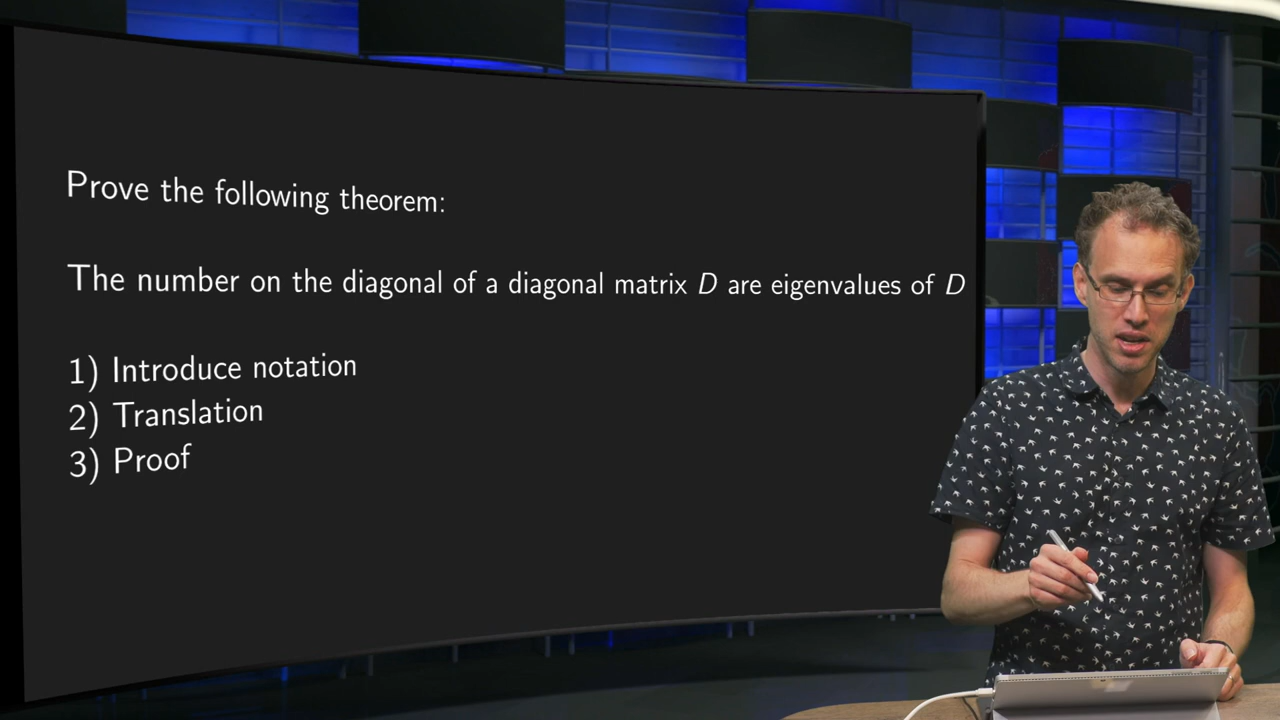 Prove the following theorem:
The number on the diagonal of a diagonal matrix D are eigenvalues of D
1) Introduce notation
2) Translation
3) Proof